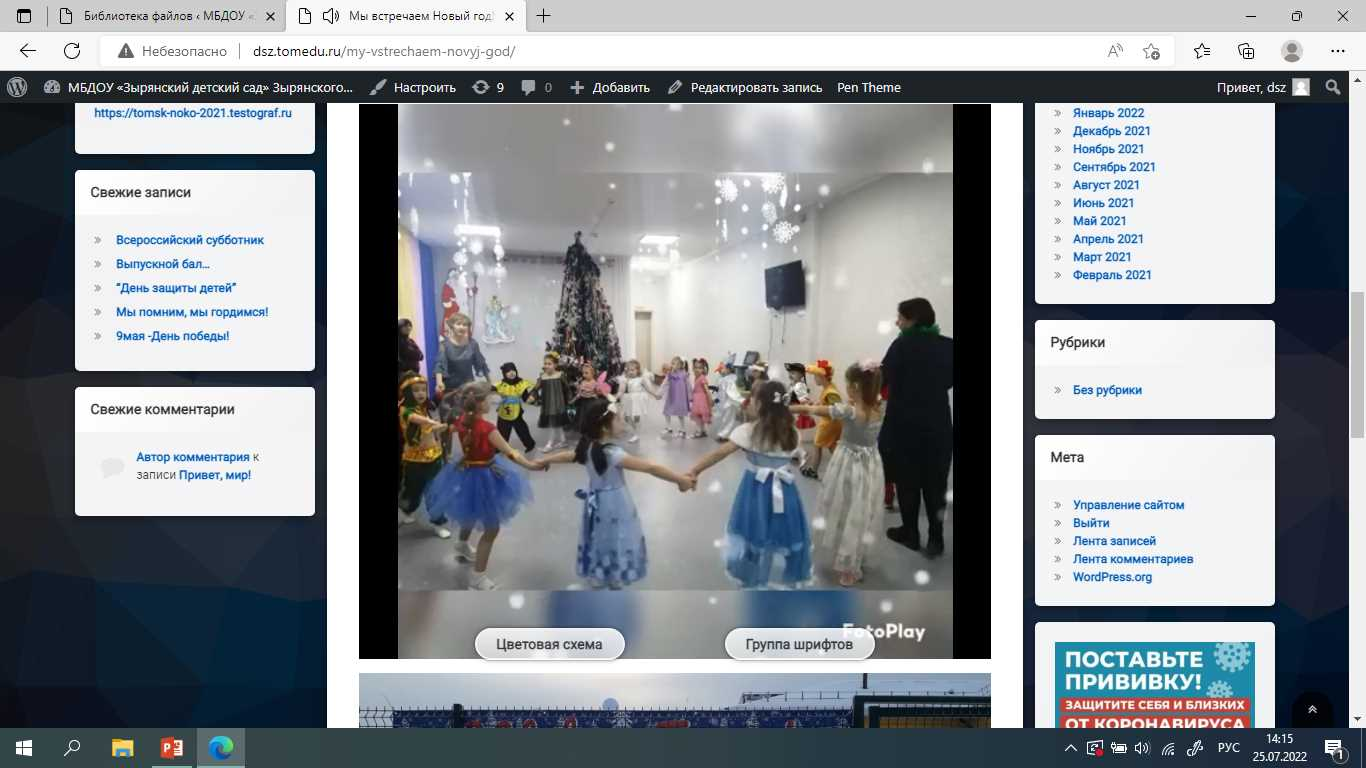 Библиотека файлов ‹ МБДОУ «
Мы встречаем Новый год!
Небезопасно
dsz.tomedu.ru/my-vstrechaem-novyj-god/
МБДОУ «Зырянский детский сад» Зырянского...
Настроить
9
0
Добавить
Редактировать запись
Pen Theme
Привет, dsz
https://tomsk-noko-2021.testograf.ru
Свежие записи
Всероссийский субботник
Выпускной бал...
“День защиты детей”
Мы помним, мы гордимся!
9мая -День победы!
Свежие комментарии
Автор комментария к
записи Привет, мир!
FotoPlay
Цветовая схема
Группа шрифтов
Январь 2022
Декабрь 2021
Ноябрь 2021
Сентябрь 2021
Август 2021
Июнь 2021
Май 2021
Апрель 2021
Март 2021
Февраль 2021
Рубрики
Без рубрики
Мета
Управление сайтом
Выйти
Лента записей
Лента комментариев
WordPress.org
ПОСТАВЬТЕ
ПРИВИВКУ!
ЗАЩИТИТЕ СЕБЯ И БЛИЗКИХ
ОТ КОРОНАВИРУСА
РУС
14:15
25.07.2022
1